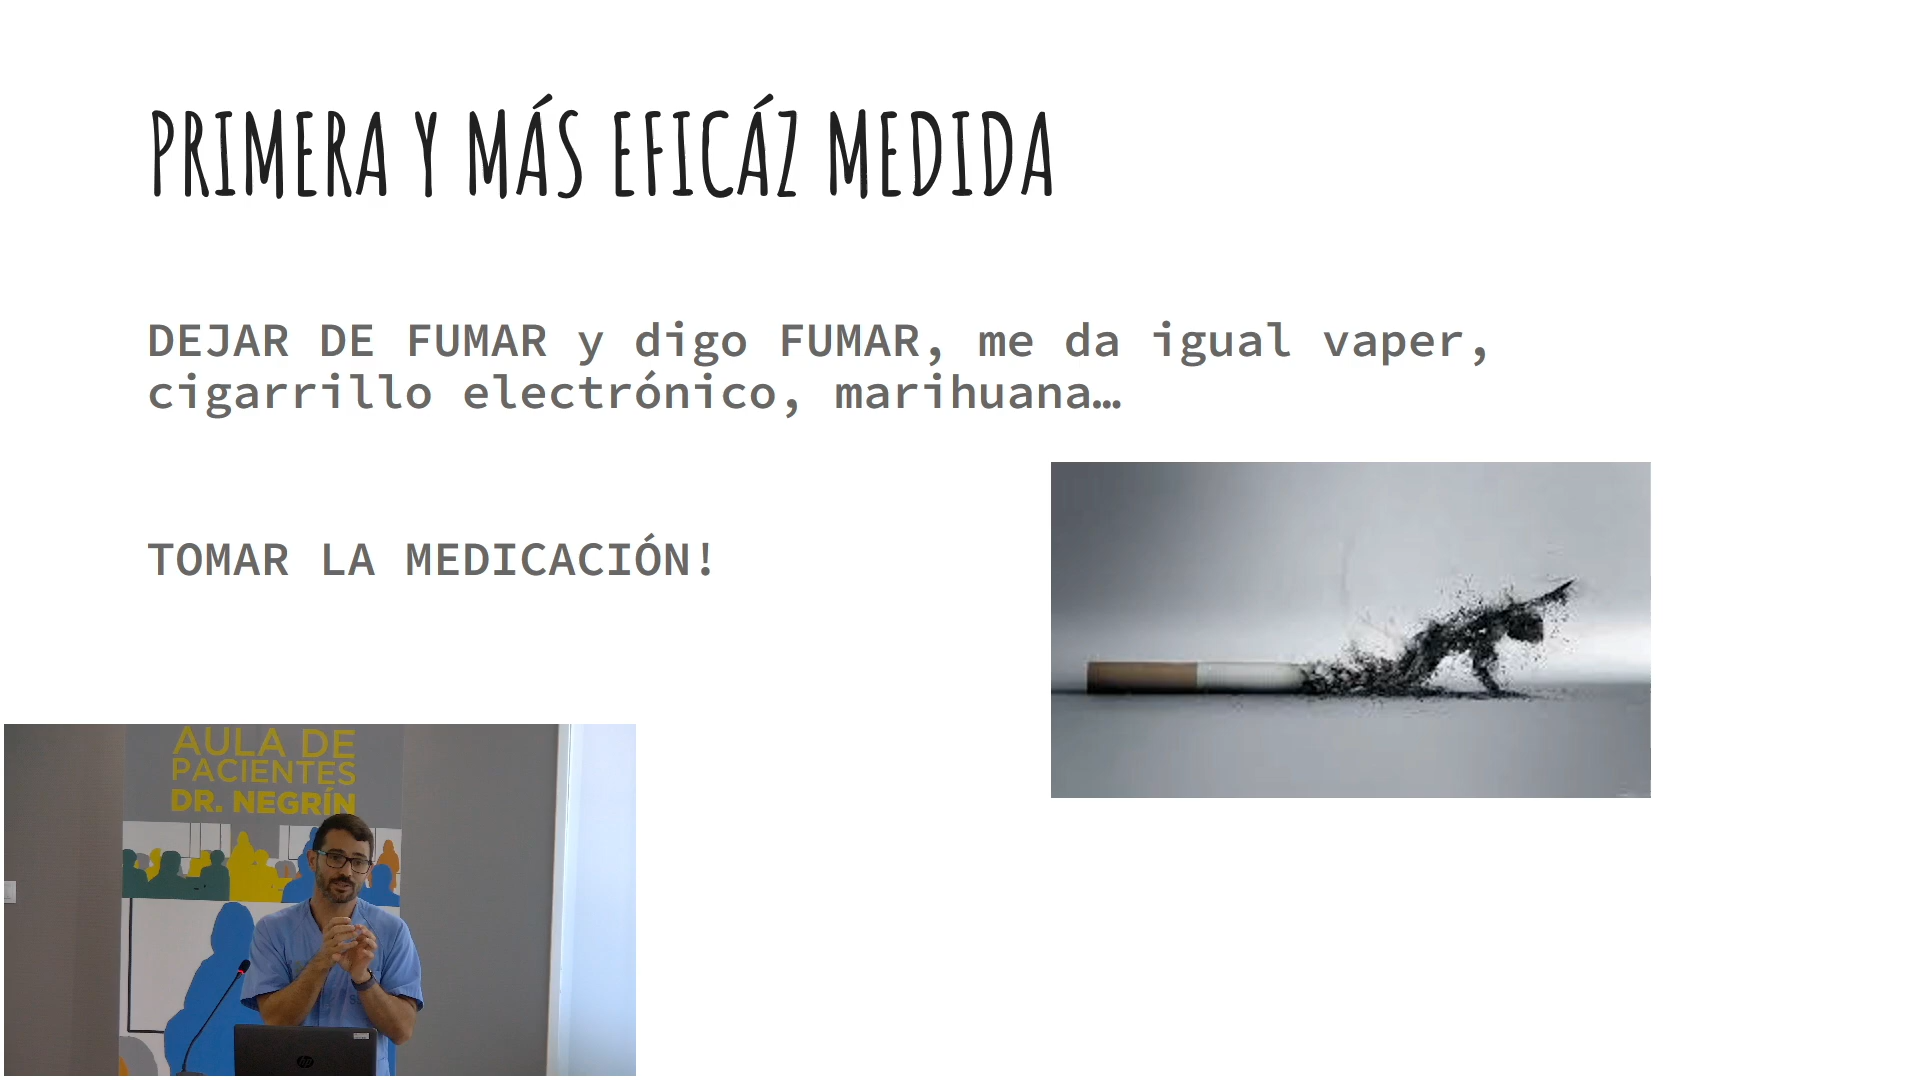 PRIMERA Y MÁS EFICÁZ MEDIDA
DEJAR DE FUMAR y digo FUMAR, me da igual vaper,
cigarrillo electrónico, marihuana…
TOMAR LA MEDICACIÓN!
AULA DE
PACIENTES
DR. NEGRÍN
hp